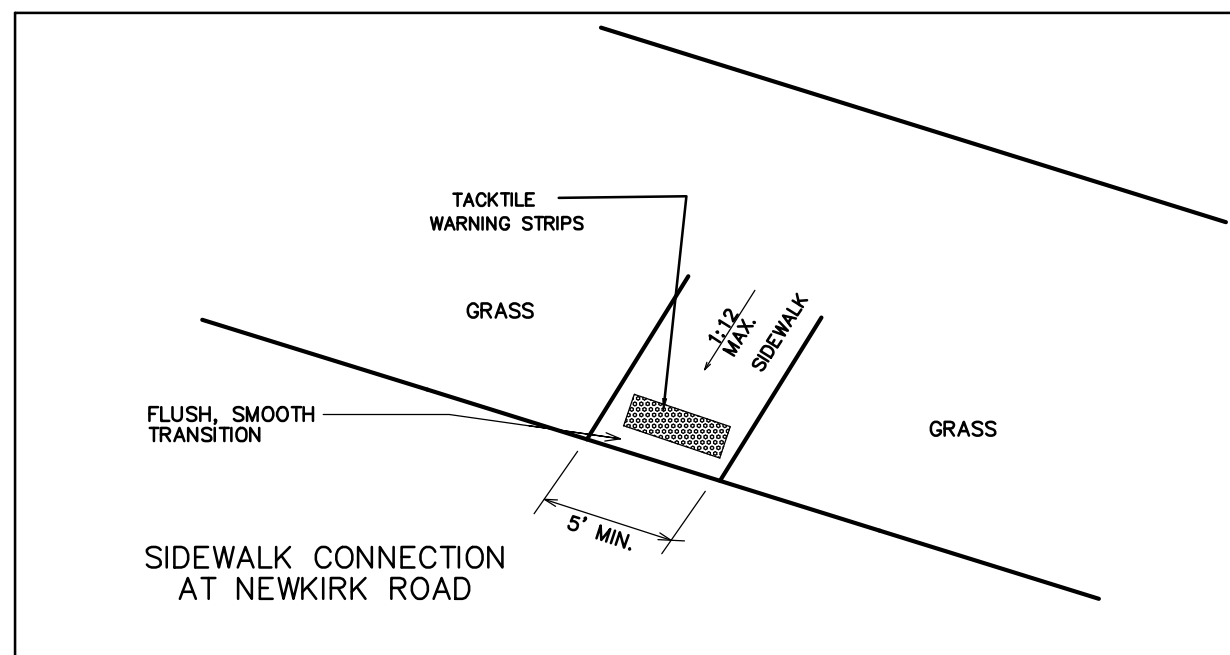 TACKTILE
WARNING STRIPS
GRASS
1:12
MAX.
SIDEWALK
FLUSH, SMOOTH
TRANSITION
GRASS
5' MIN.
SIDEWALK CONNECTION
AT NEWKIRK ROAD